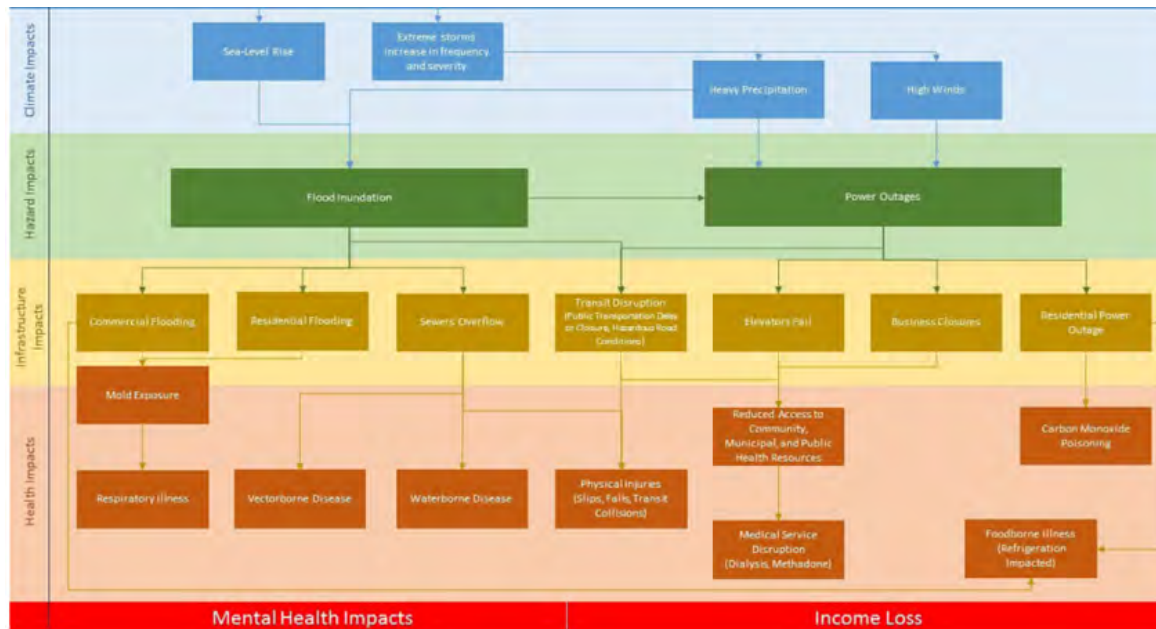 Climate Impacts
Sea-Level Rise
Extreme storms
increase in frequency
and severity
Heavy Precipitation
High Winds
Hazard Impacts
Flood Inundation
Power Outages
Infrastructure
Impacts
Commercial Flooding
Residential Flooding
Sewers Overflow
Transit Disruption
(Public Transportation Delay
or Closure, Hazardous Road
Conditions)
Elevators Fail
Business Closures
Residential Power
Outage
Health Impacts
Mold Exposure
Reduced Access to
Community,
Municipal, and Public
Health Resources
Carbon Monoxide
Poisoning
Respiratory Illness
Vectorborne Disease
Waterborne Disease
Physical Injuries
(Slips, Falls, Transit
Collisions)
Medical Service
Disruption
(Dialysis, Methadone)
Foodborne Illness
(Refrigeration
Impacted)
Mental Health Impacts
Income Loss